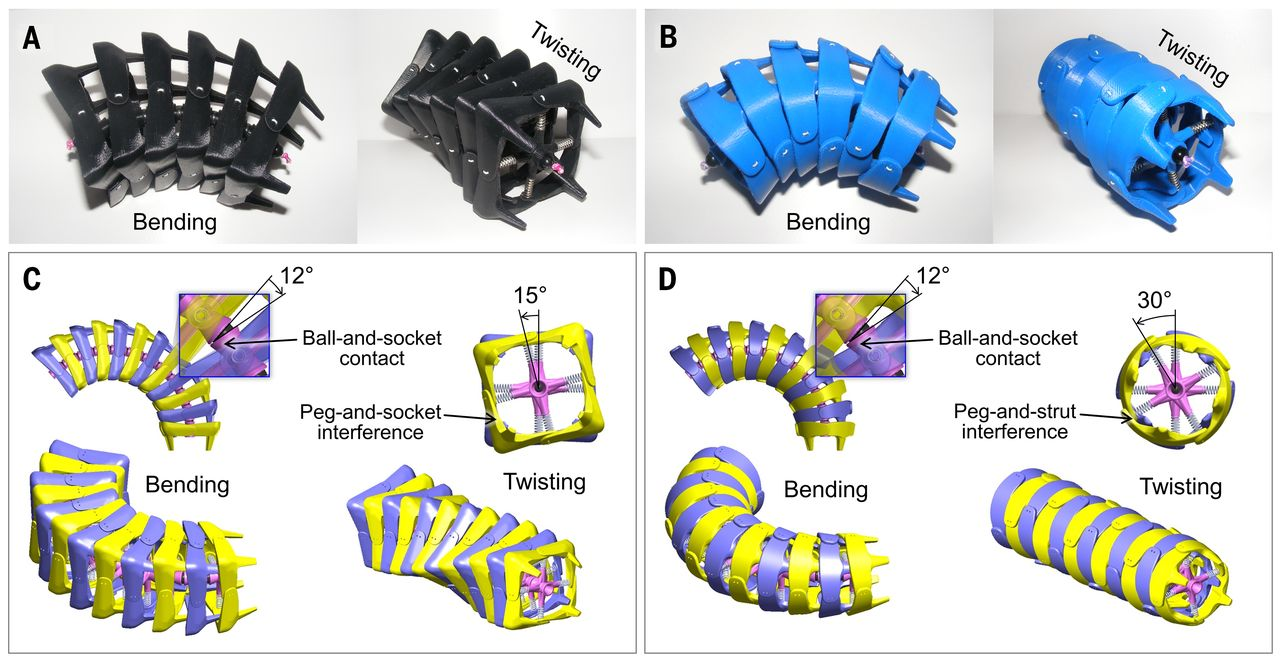 A
Twisting
Bending
B
Twisting
Bending
C
12°
15°
Ball-and-socket
contact
Peg-and-socket
interference
Bending
Twisting
D
12°
30°
Ball-and-socket
contact
Peg-and-strut
interference
Bending
Twisting